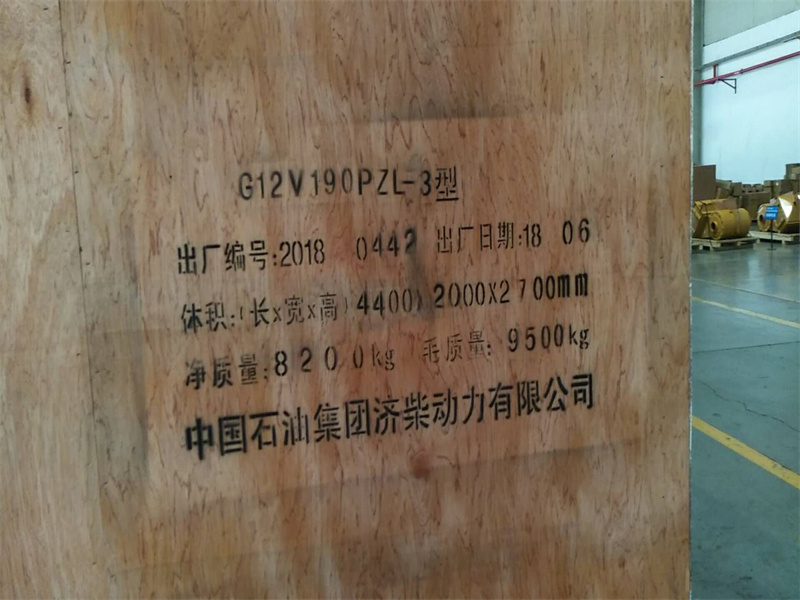 G12V190PZL-3型
出厂编号:2018 0442 出厂日期:18 06
体积:(长x宽x高) 4400X2000X2700mm
净质量:8200kg 毛质量:9500kg
中国石油集团济柴动力有限公司